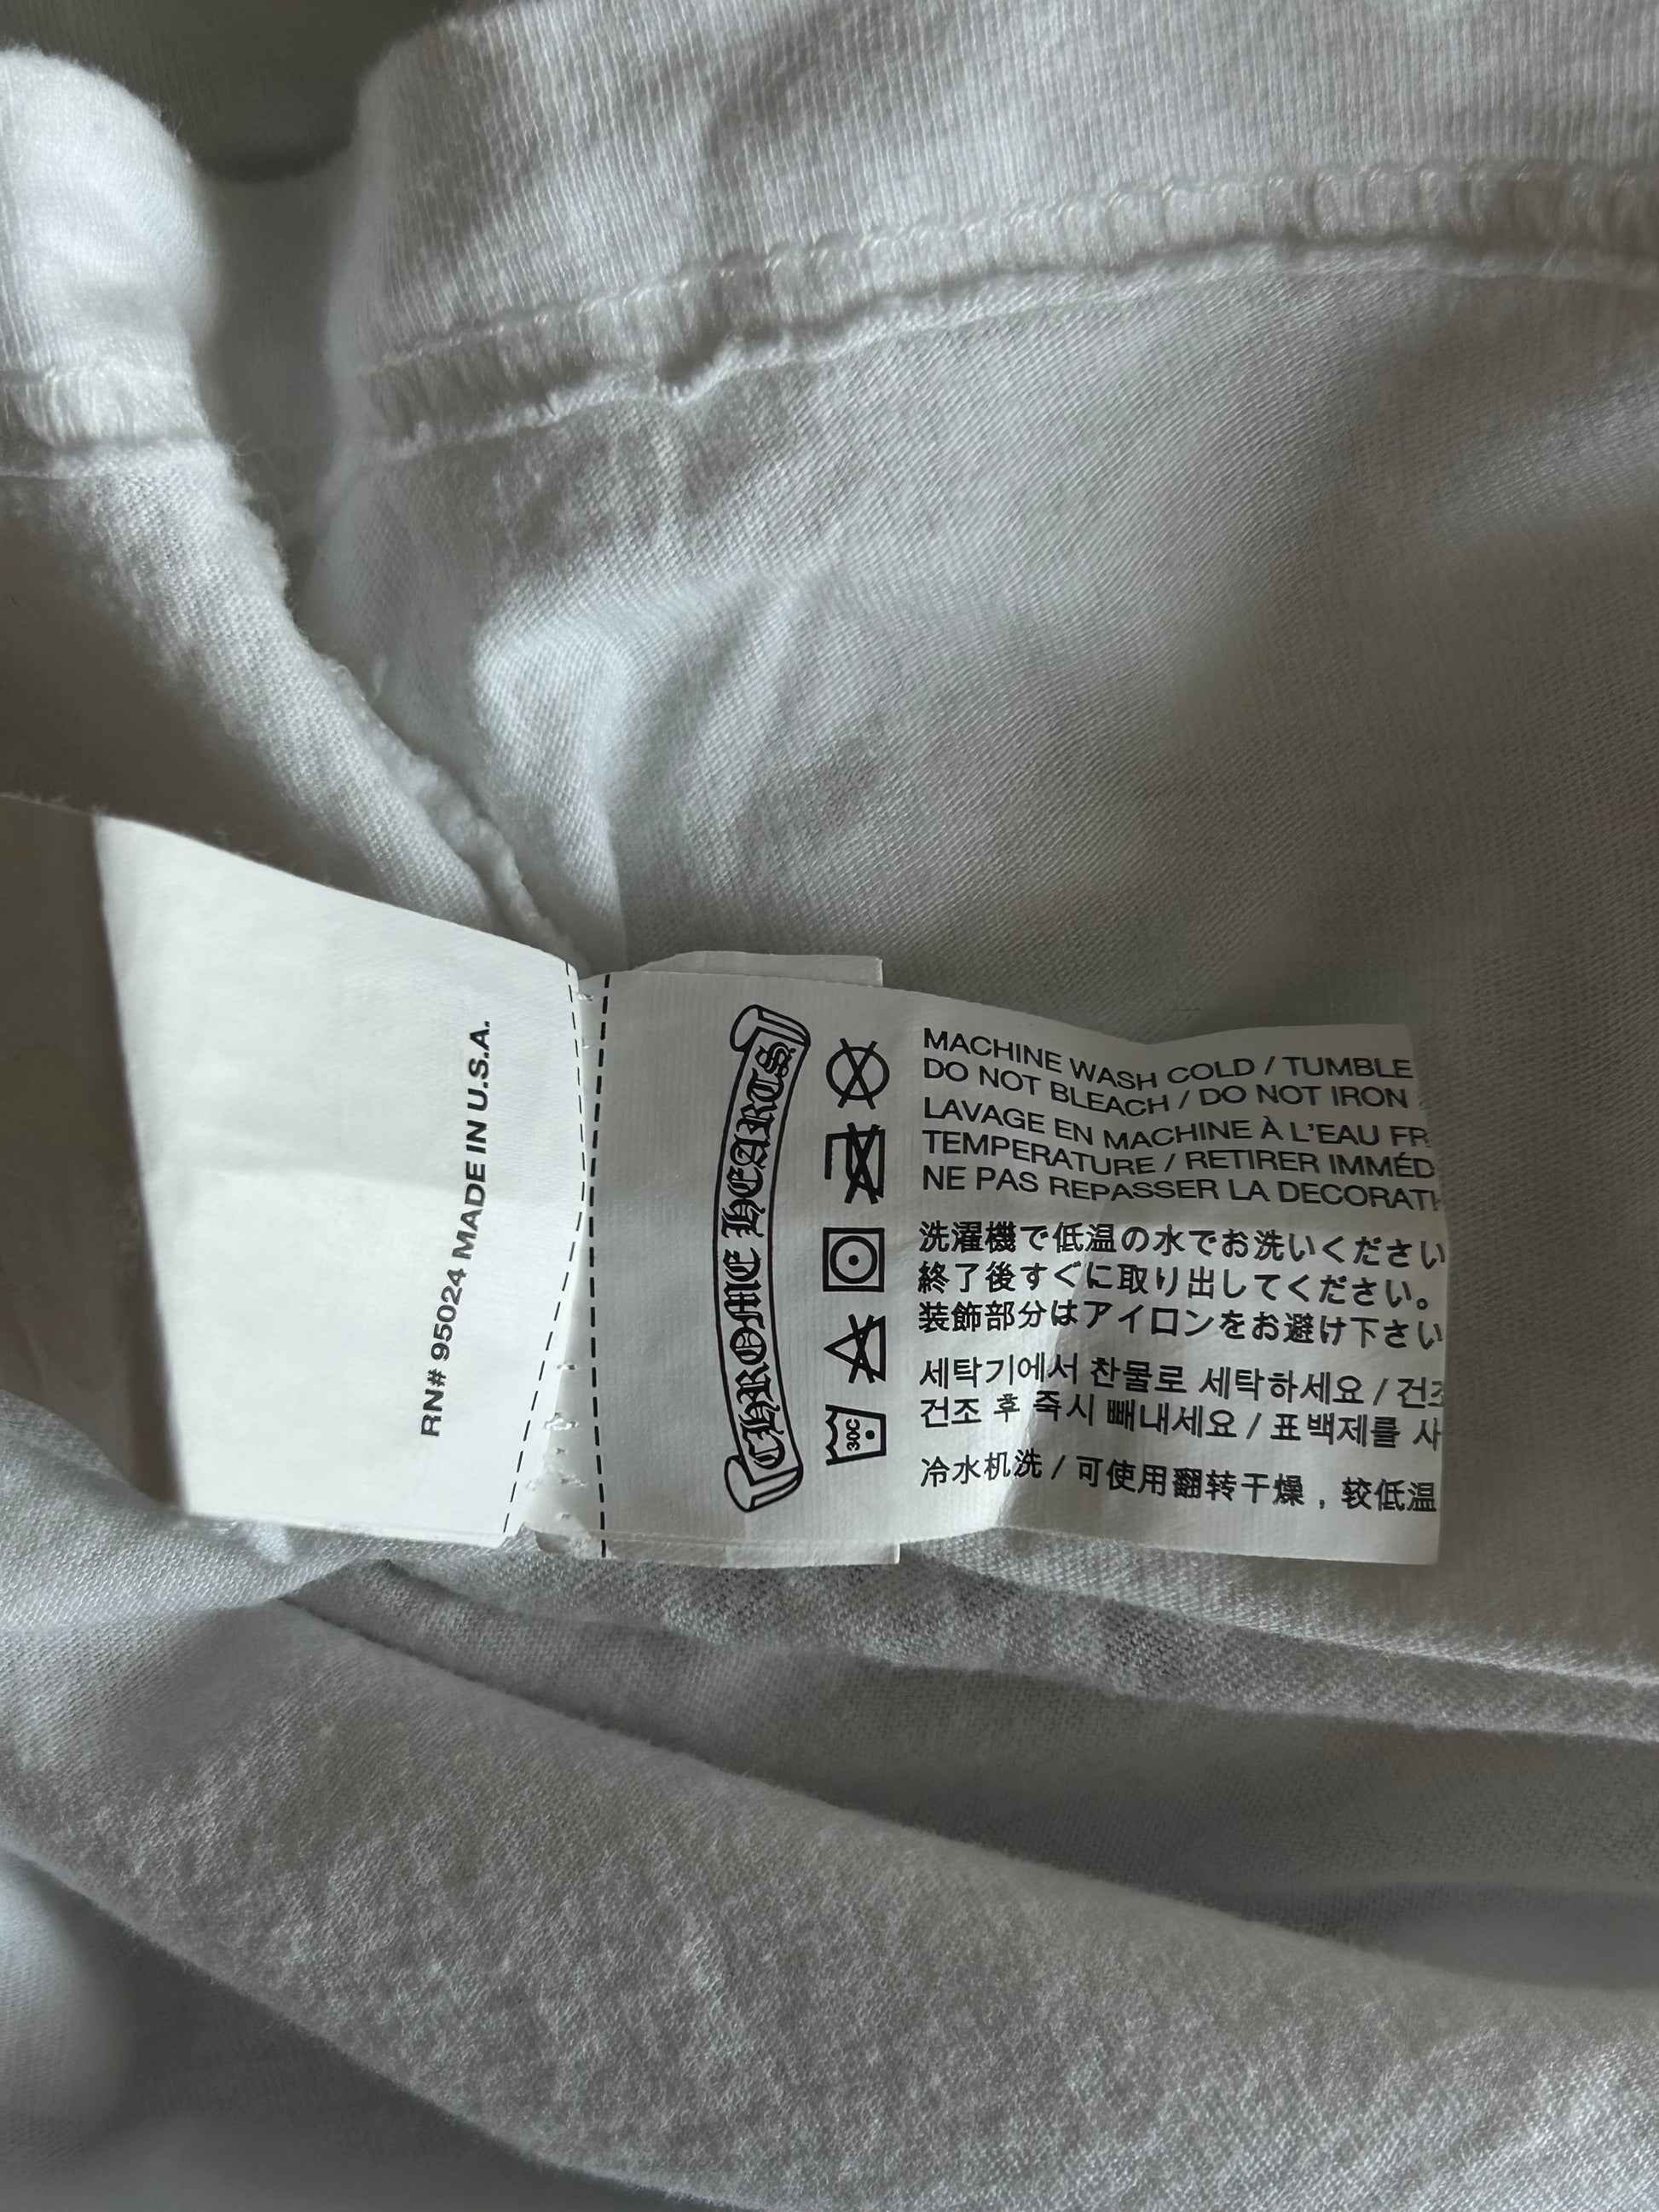 RN# 95024 MADE IN U.S.A.
CHROME HEARTS
30C
MACHINE WASH COLD / TUMBLE
DO NOT BLEACH / DO NOT IRON
LAVAGE EN MACHINE À L'EAU FR
TEMPERATURE / RETIRER IMMÉD
NE PAS REPASSER LA DECORATI
洗濯機で低温の水でお洗いください
終了後すぐに取り出してください。
装飾部分はアイロンをお避け下さい
세탁기에서 찬물로 세탁하세요 / 건조
건조 후 즉시 빼내세요 / 표백제를 사
冷水机洗 / 可使用翻转干燥，较低温